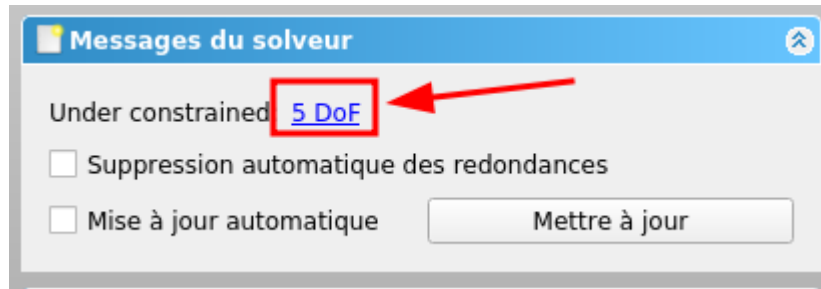 Messages du solveur
Under constrained 5 DoF
Suppression automatique des redondances
Mise à jour automatique Mettre à jour